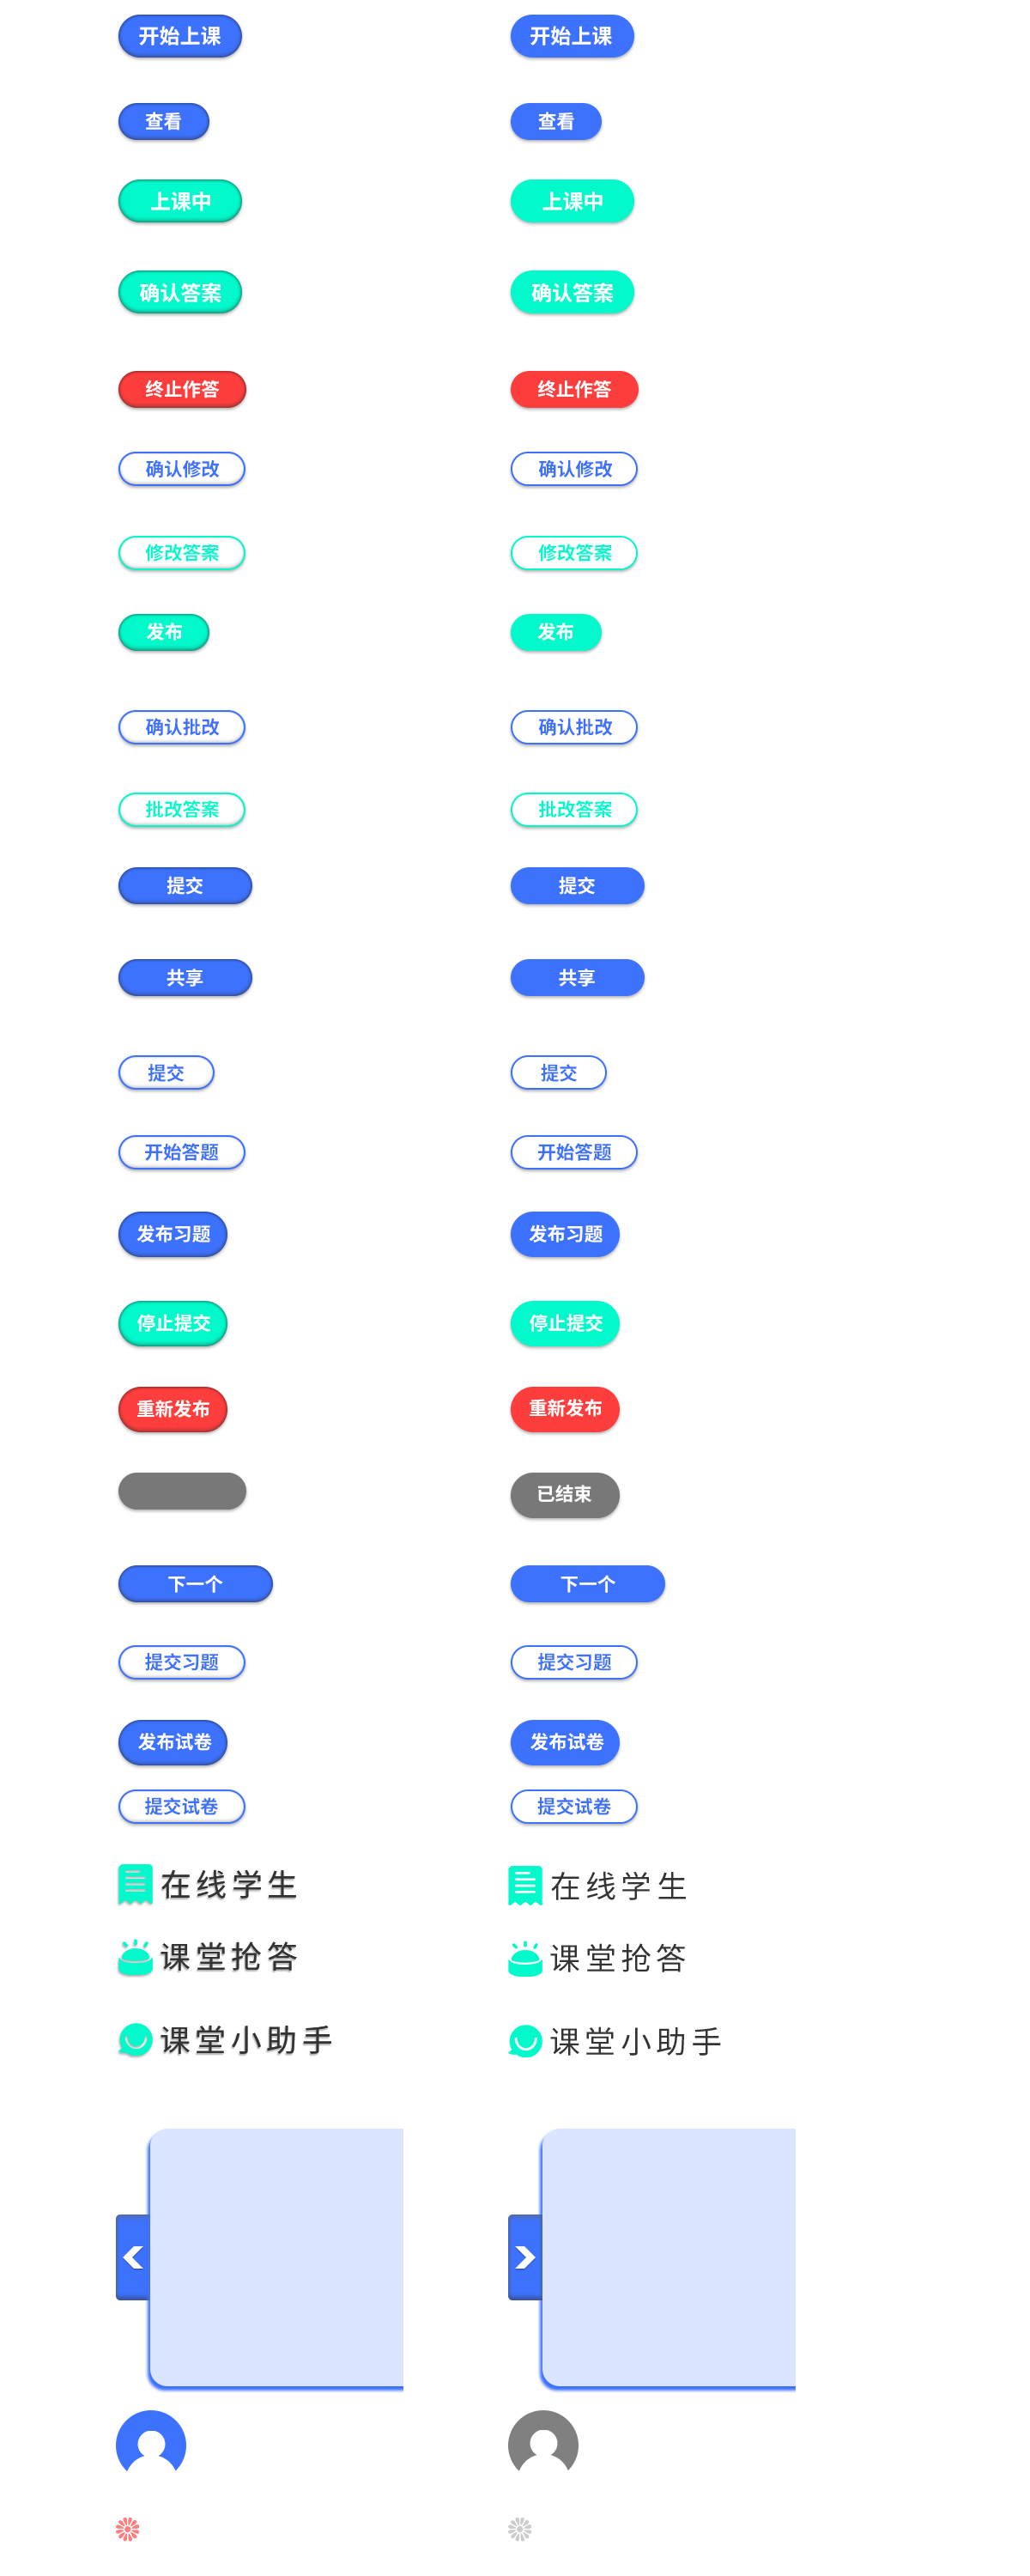 开始上课 开始上课
查看 查看
上课中 上课中
确认答案 确认答案
终止作答 终止作答
确认修改 确认修改
修改答案 修改答案
发布 发布
确认批改 确认批改
批改答案 批改答案
提交 提交
共享 共享
提交 提交
开始答题 开始答题
发布习题 发布习题
停止提交 停止提交
重新发布 重新发布
已结束
下一个 下一个
提交习题 提交习题
发布试卷 发布试卷
提交试卷 提交试卷
在线学生 在线学生
课堂抢答 课堂抢答
课堂小助手 课堂小助手